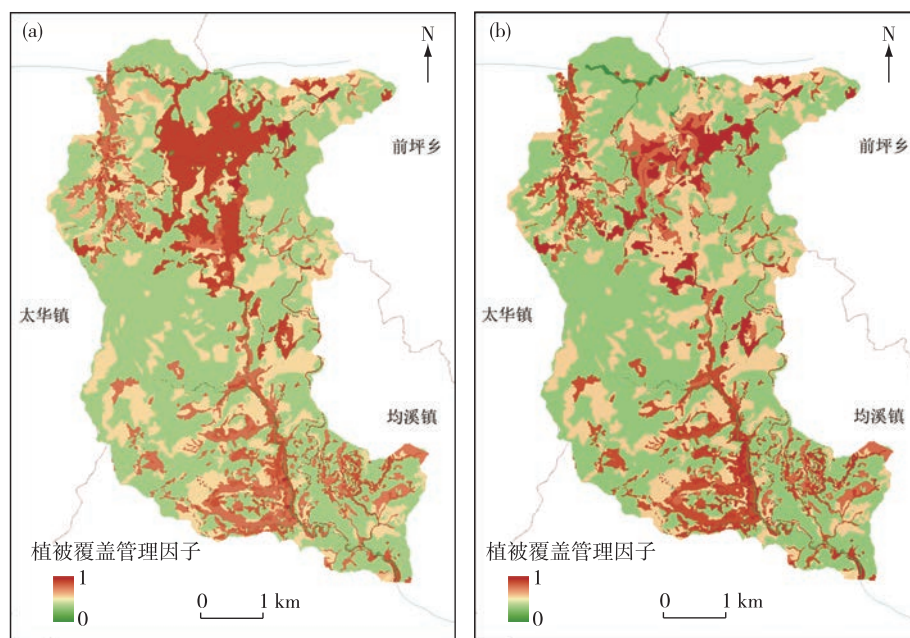 (a)
N
前坪乡
太华镇
均溪镇
植被覆盖管理因子
1
0
0 1 km
(b)
N
前坪乡
太华镇
均溪镇
植被覆盖管理因子
1
0
0 1 km